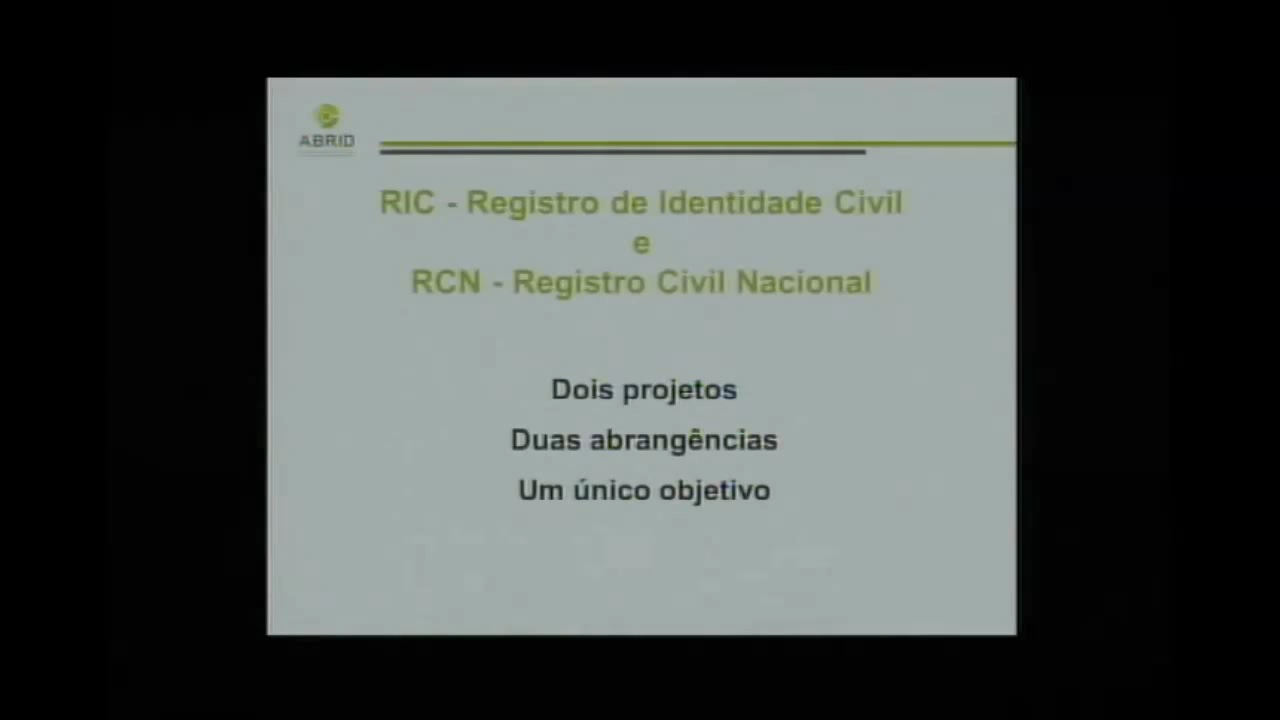 ABRID
RIC - Registro de Identidade Civil
e
RCN - Registro Civil Nacional
Dois projetos
Duas abrangências
Um único objetivo